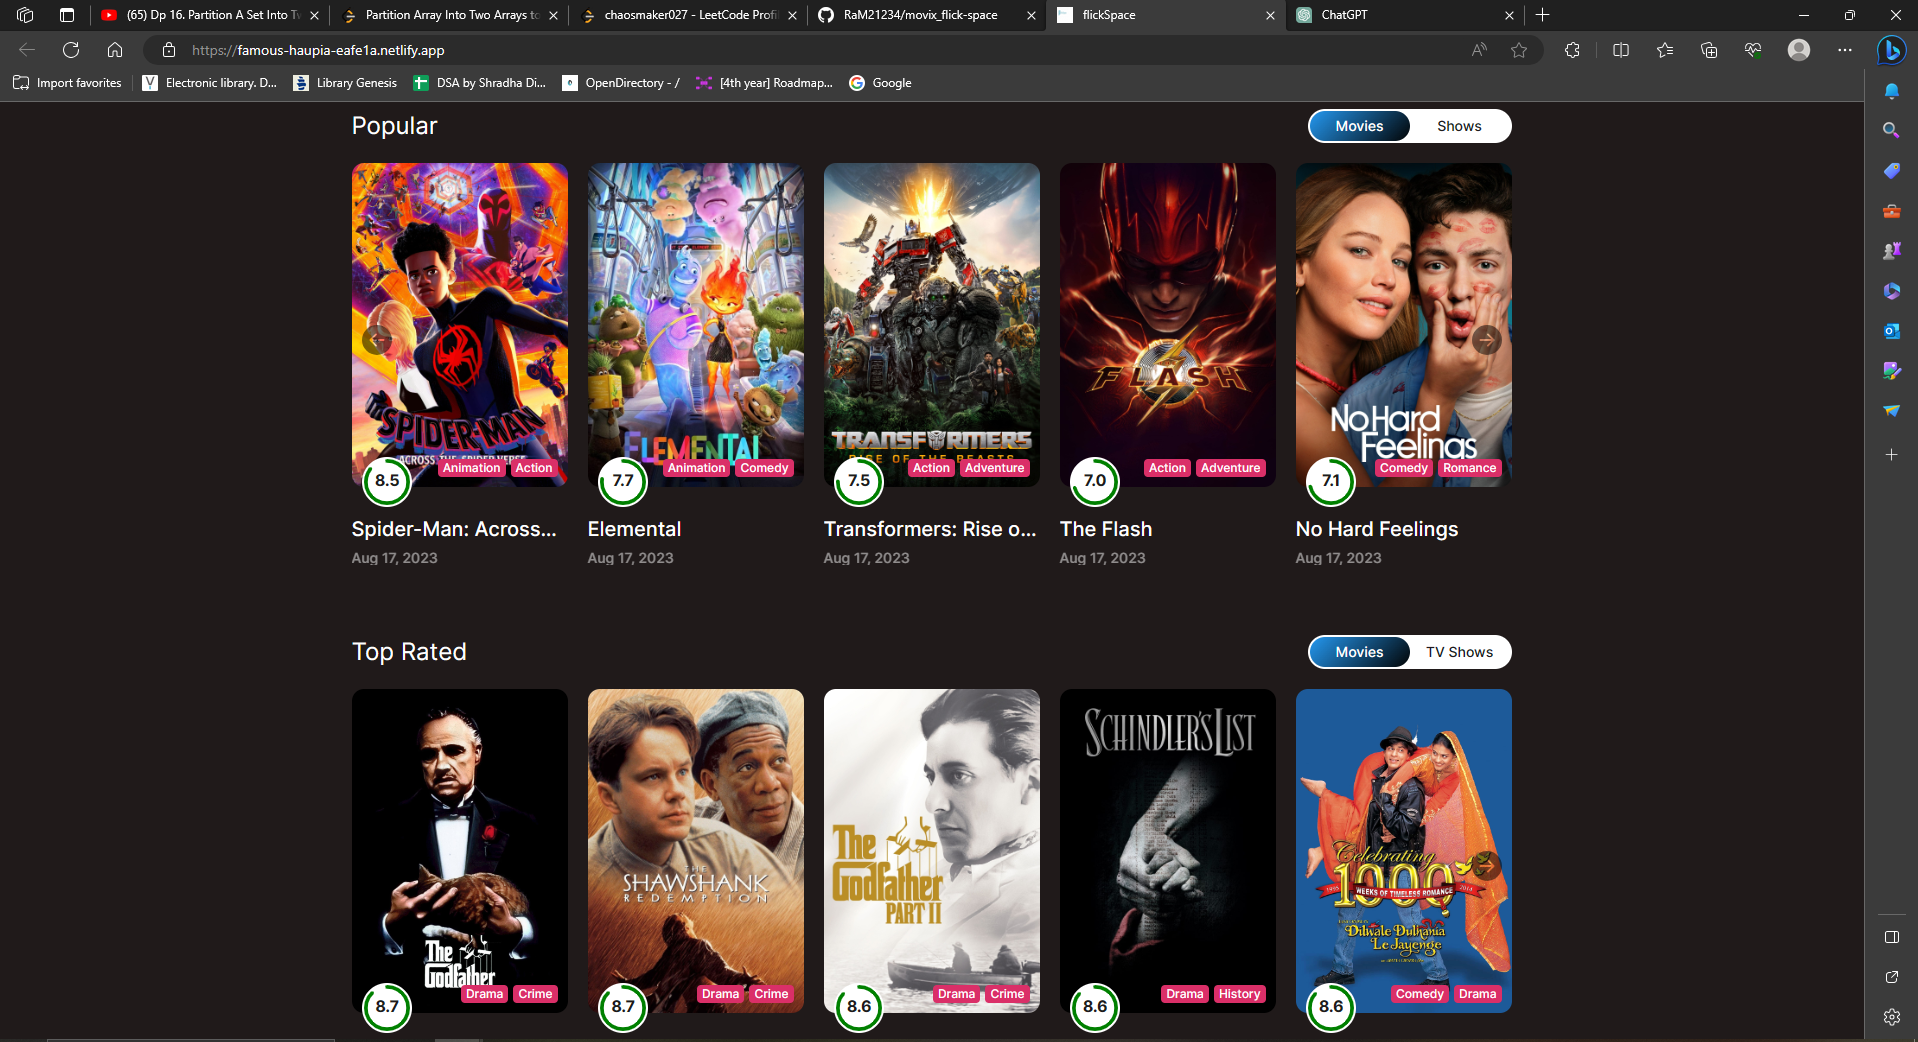 (65) Dp 16. Partition A Set Into Tw
Partition Array Into Two Arrays to
chaosmaker027 - LeetCode Profil
RaM21234/movix_flick-space
flickSpace
ChatGPT
https://famous-haupia-eafe1a.netlify.app
Import favorites
Electronic library. D...
Library Genesis
DSA by Shradha Di...
OpenDirectory - /
[4th year] Roadmap...
Google
Popular
Movies
Shows
SPIDER-MAN
ACROSS THE SPIDER-VERSE
ELEMENTAL
TRANSFORMERS
RISE OF THE BEASTS
FLASH
No Hard
Feelings
8.5
Animation
Action
7.7
Animation
Comedy
7.5
Action
Adventure
7.0
Action
Adventure
7.1
Comedy
Romance
Spider-Man: Across...
Elemental
Transformers: Rise o...
The Flash
No Hard Feelings
Aug 17, 2023
Aug 17, 2023
Aug 17, 2023
Aug 17, 2023
Aug 17, 2023
Top Rated
Movies
TV Shows
The
Godfather
THE
SHAWSHANK
REDEMPTION
The
Godfather
PART II
SCHINDLER'S LIST
Celebrating
1000
1995
WEEKS OF TIMELESS ROMANCE
2014
Dilwale Dulhania
Le Jayenge
8.7
Drama
Crime
8.7
Drama
Crime
8.6
Drama
Crime
8.6
Drama
History
8.6
Comedy
Drama